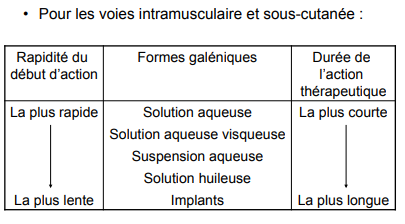 • Pour les voies intramusculaire et sous-cutanée :
Rapidité du début d'action
Formes galéniques
Durée de l'action thérapeutique
La plus rapide
Solution aqueuse
La plus courte
Solution aqueuse visqueuse
Suspension aqueuse
Solution huileuse
La plus lente
Implants
La plus longue